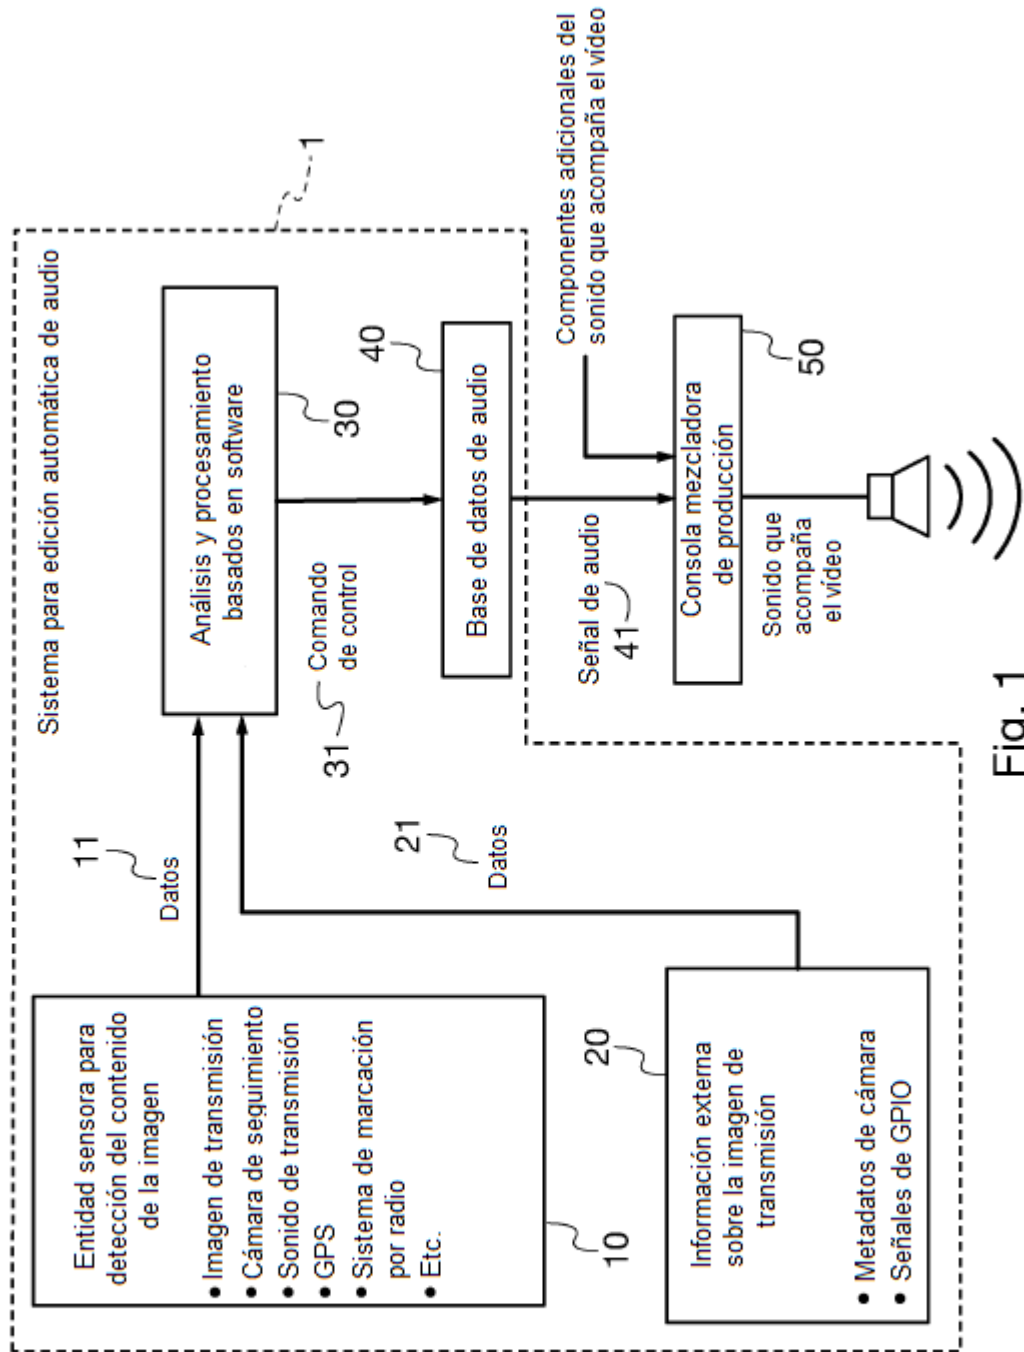 Sistema para edición automática de audio
1
Entidad sensora para
detección del contenido
de la imagen
• Imagen de transmisión
• Cámara de seguimiento
• Sonido de transmisión
• GPS
• Sistema de marcación
por radio
• Etc.
10
11
Datos
Análisis y procesamiento
basados en software
30
Información externa
sobre la imagen de
transmisión
• Metadatos de cámara
• Señales de GPIO
20
21
Datos
31
Comando
de control
40
Base de datos de audio
Señal de audio
41
Componentes adicionales del
sonido que acompaña el vídeo
Consola mezcladora
de producción
50
Sonido que
acompaña
el vídeo
Fig. 1